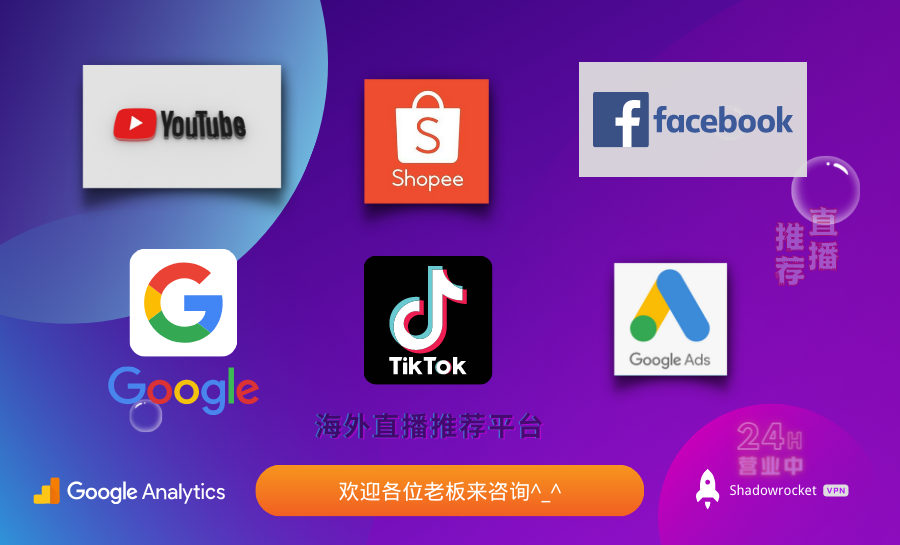 YouTube
Shopee
facebook
直播
推荐
Google
TikTok
Google Ads
海外直播推荐平台
24H
营业中
Google Analytics
欢迎各位老板来咨询^_^
Shadowrocket VPN